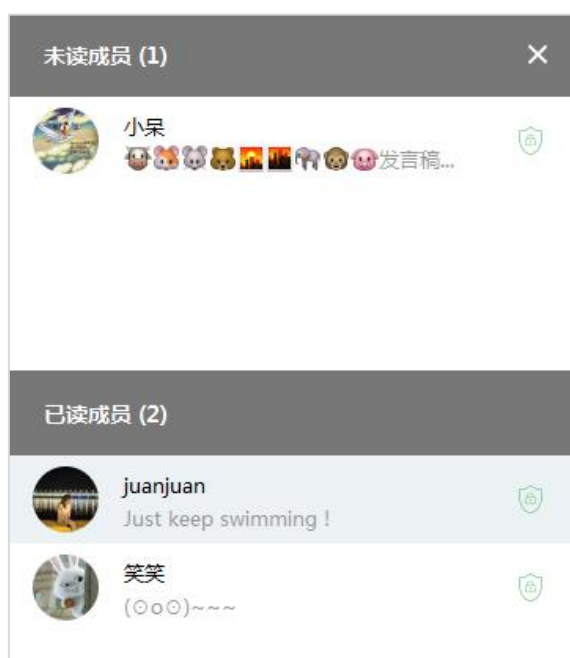 未读成员 (1)
小呆
🐮🐹🐭🐻🌇🌆🐘🐵🐷发言稿...
已读成员 (2)
juanjuan
Just keep swimming !
笑笑
(⊙o⊙)~~~